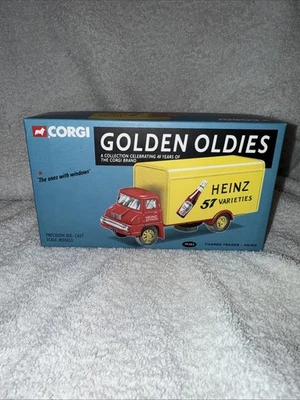 CORGI
GOLDEN OLDIES
A COLLECTION CELEBRATING 40 YEARS OF
THE CORGI BRAND
'The ones with windows'
HEINZ
57 VARIETIES
PRECISION DIE-CAST
SCALE MODELS
THAMES TRADER - HEINZ